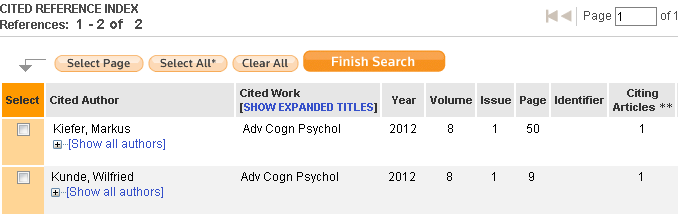 CITED REFERENCE INDEX
References: 1 - 2 of 2
Page 1 of 1
Select Page Select All* Clear All Finish Search
Select Cited Author Cited Work [SHOW EXPANDED TITLES] Year Volume Issue Page Identifier Citing Articles **
Kiefer, Markus Adv Cogn Psychol 2012 8 1 50 1
[Show all authors]
Kunde, Wilfried Adv Cogn Psychol 2012 8 1 9 1
[Show all authors]